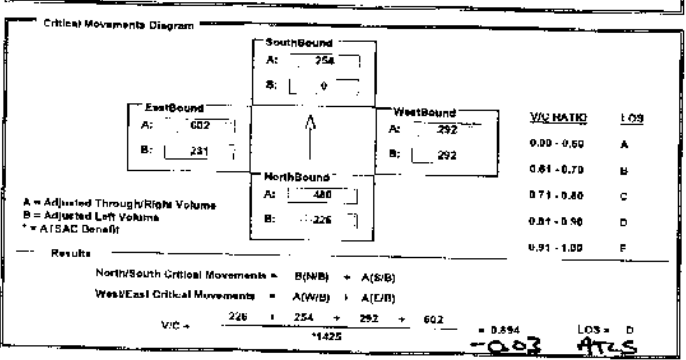 Critical Movements Diagram
SouthBound
A: 254
B: 0
EastBound
A: 602
B: 231
WestBound
A: 292
B: 292
NorthBound
A: 480
B: 226
V/C RATIO LOS
0.00 - 0.60 A
0.61 - 0.70 B
0.71 - 0.80 C
0.81 - 0.90 D
0.91 - 1.00 E
A = Adjusted Through/Right Volume
B = Adjusted Left Volume
* = ATSAC Benefit
Results
North/South Critical Movements = B(N/B) + A(S/B)
West/East Critical Movements = A(W/B) + A(E/B)
V/C = 226 + 254 + 292 + 602
*1425
= 0.894 LOS = D
-0.03 ATCS